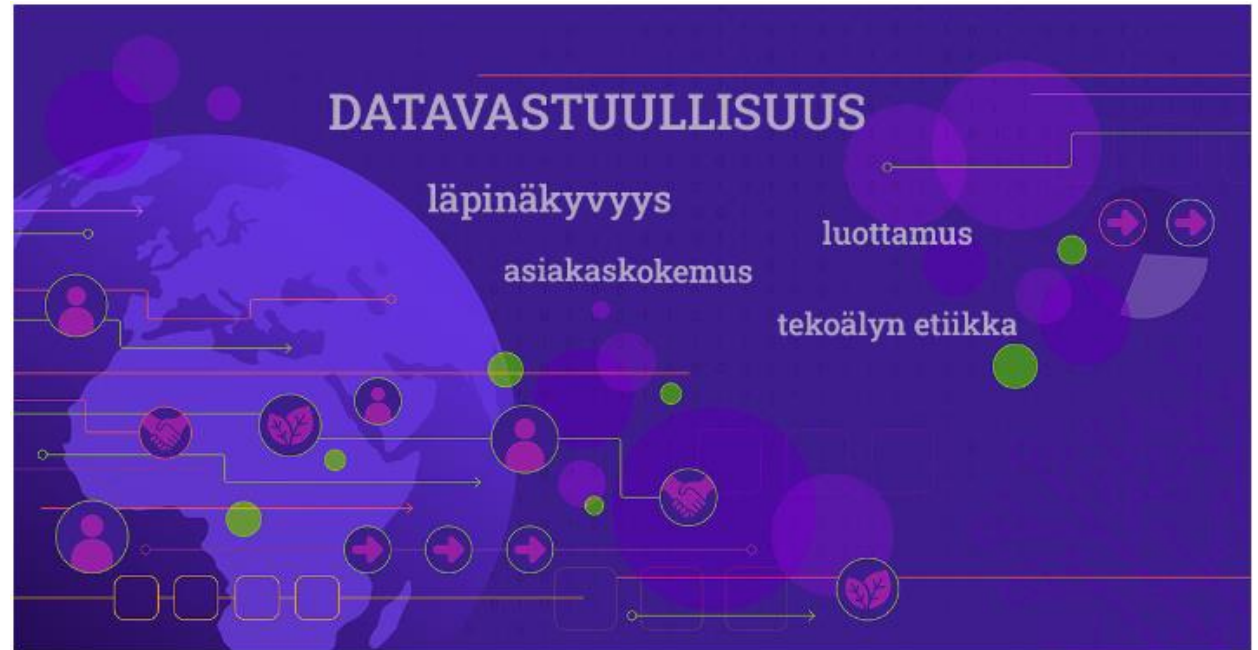 DATAVASTUULLISUUS
läpinäkyvyys
luottamus
asiakaskokemus
tekoälyn etiikka